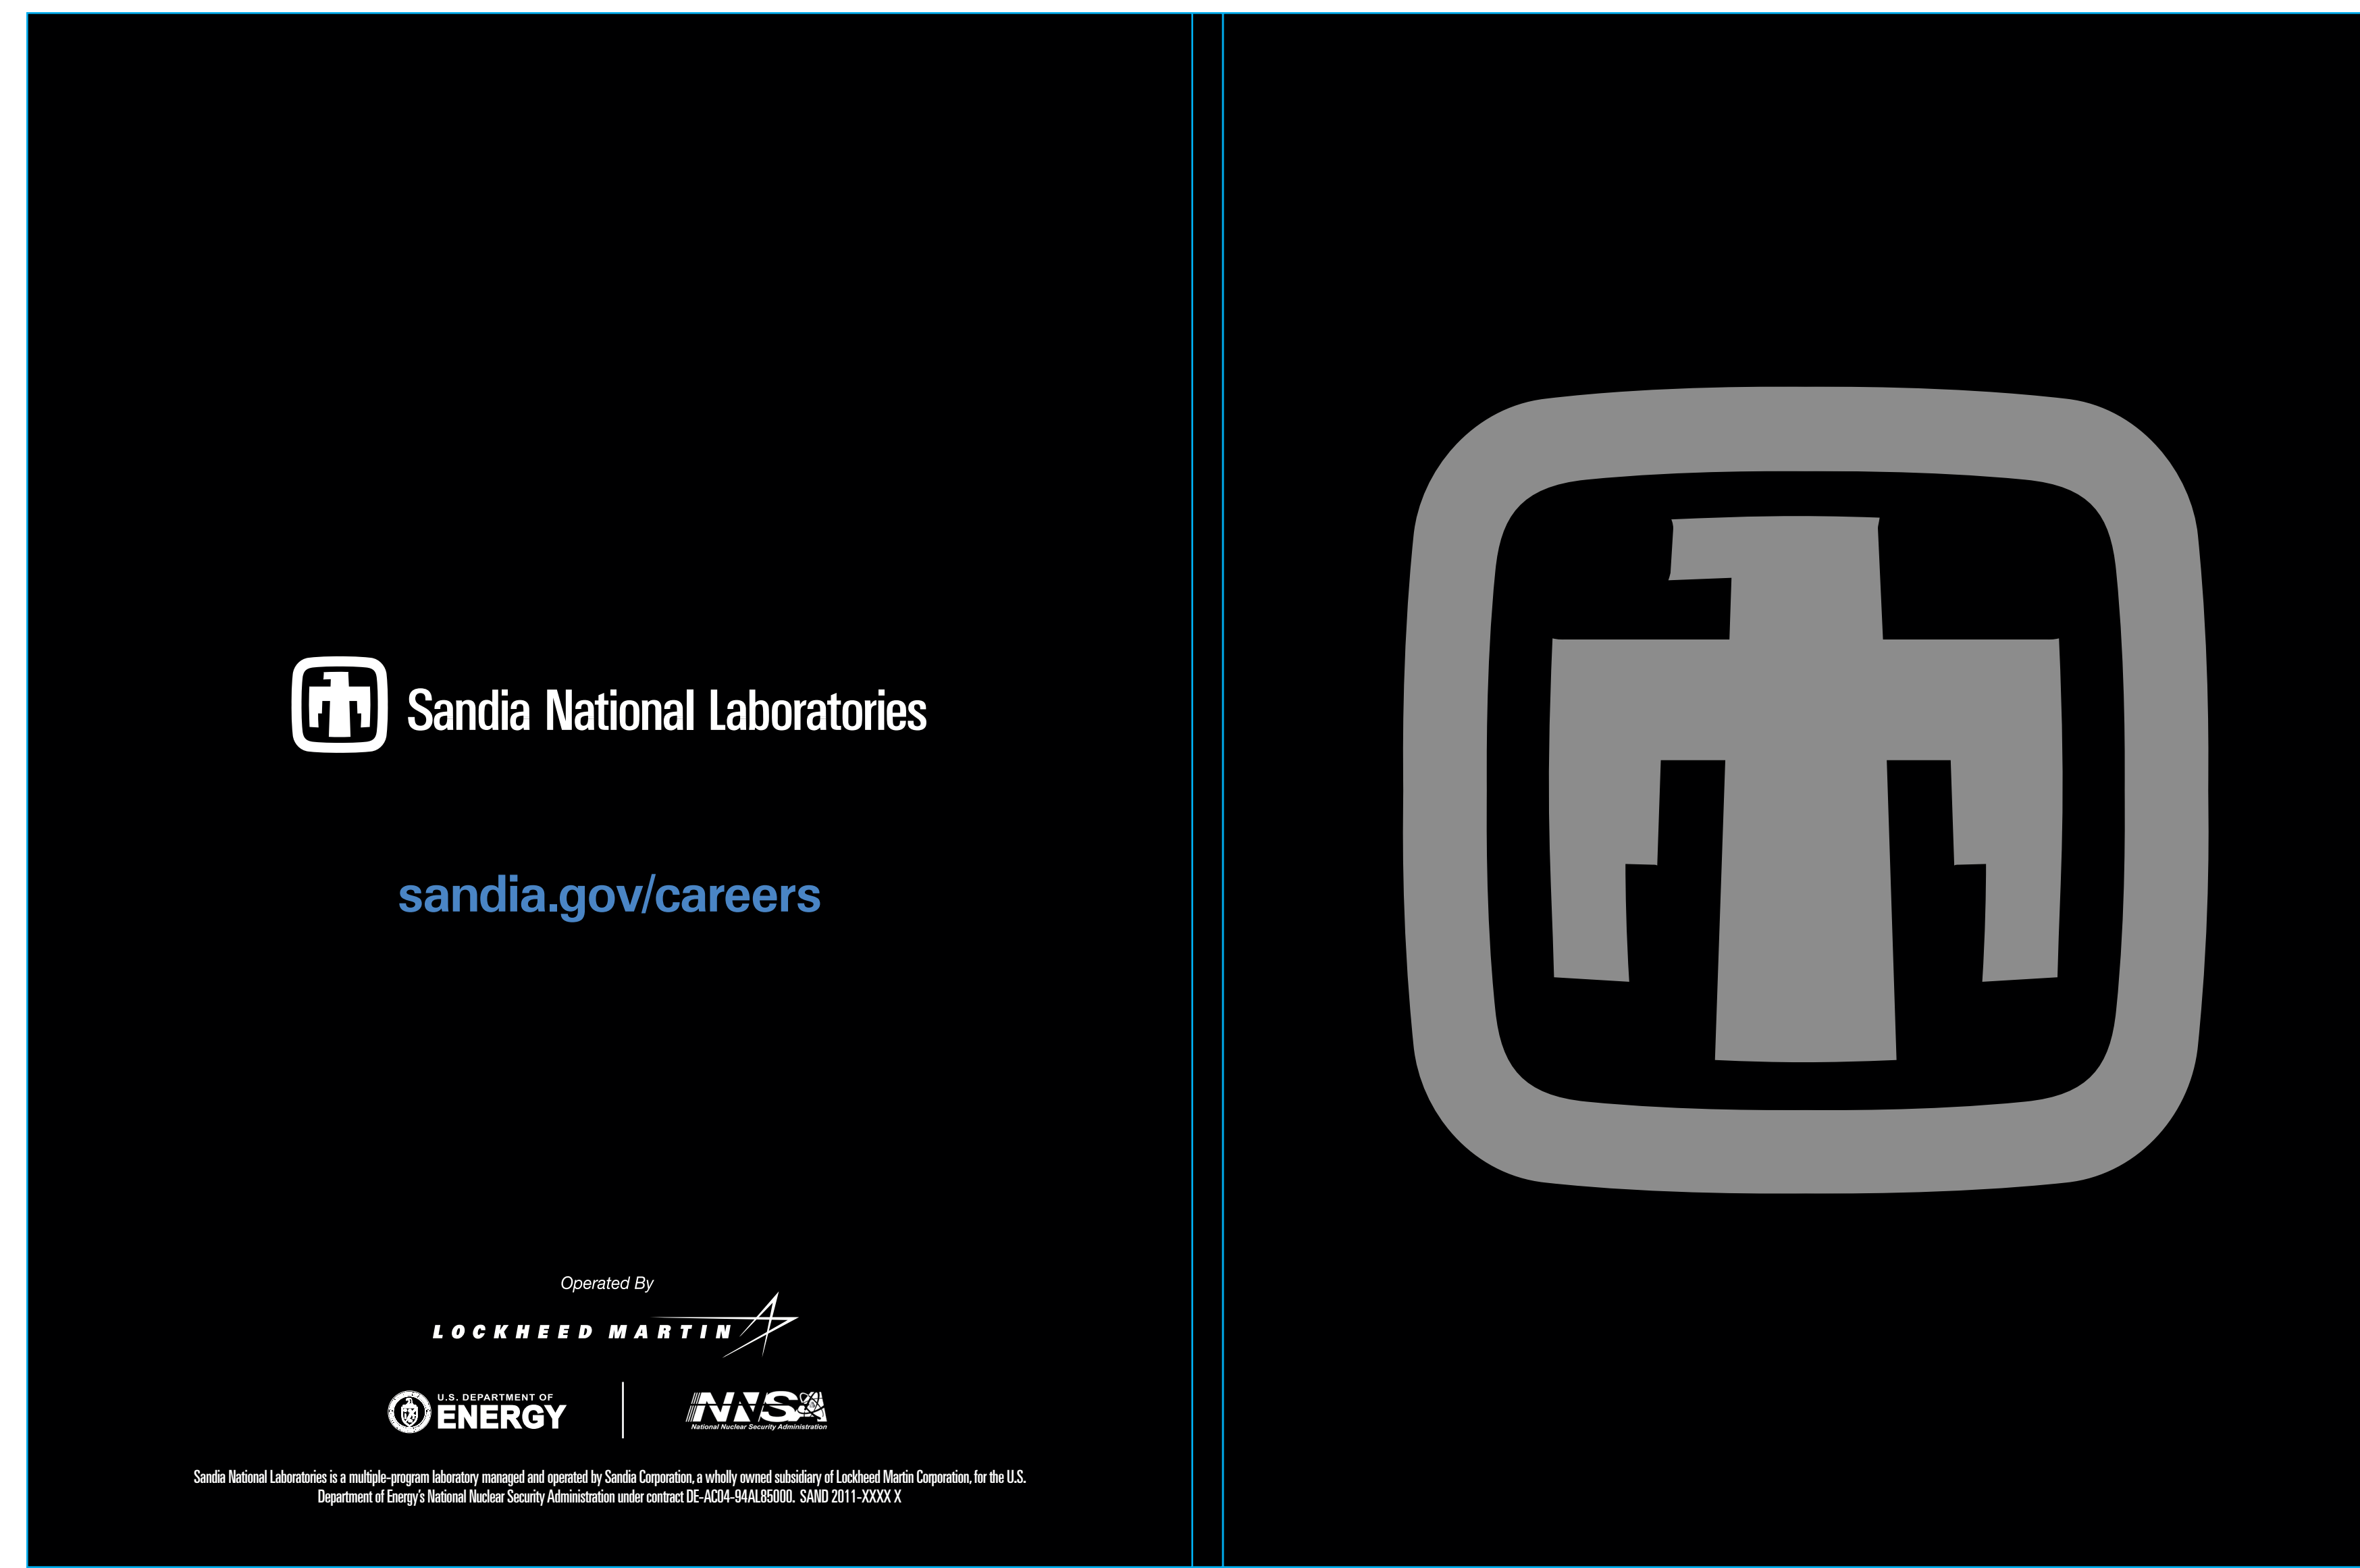 Sandia National Laboratories
sandia.gov/careers
Operated By
LOCKHEED MARTIN
U.S. DEPARTMENT OF
ENERGY
NNSA
National Nuclear Security Administration
Sandia National Laboratories is a multiple-program laboratory managed and operated by Sandia Corporation, a wholly owned subsidiary of Lockheed Martin Corporation, for the U.S.
Department of Energy’s National Nuclear Security Administration under contract DE-AC04-94AL85000.  SAND 2011-XXXX X